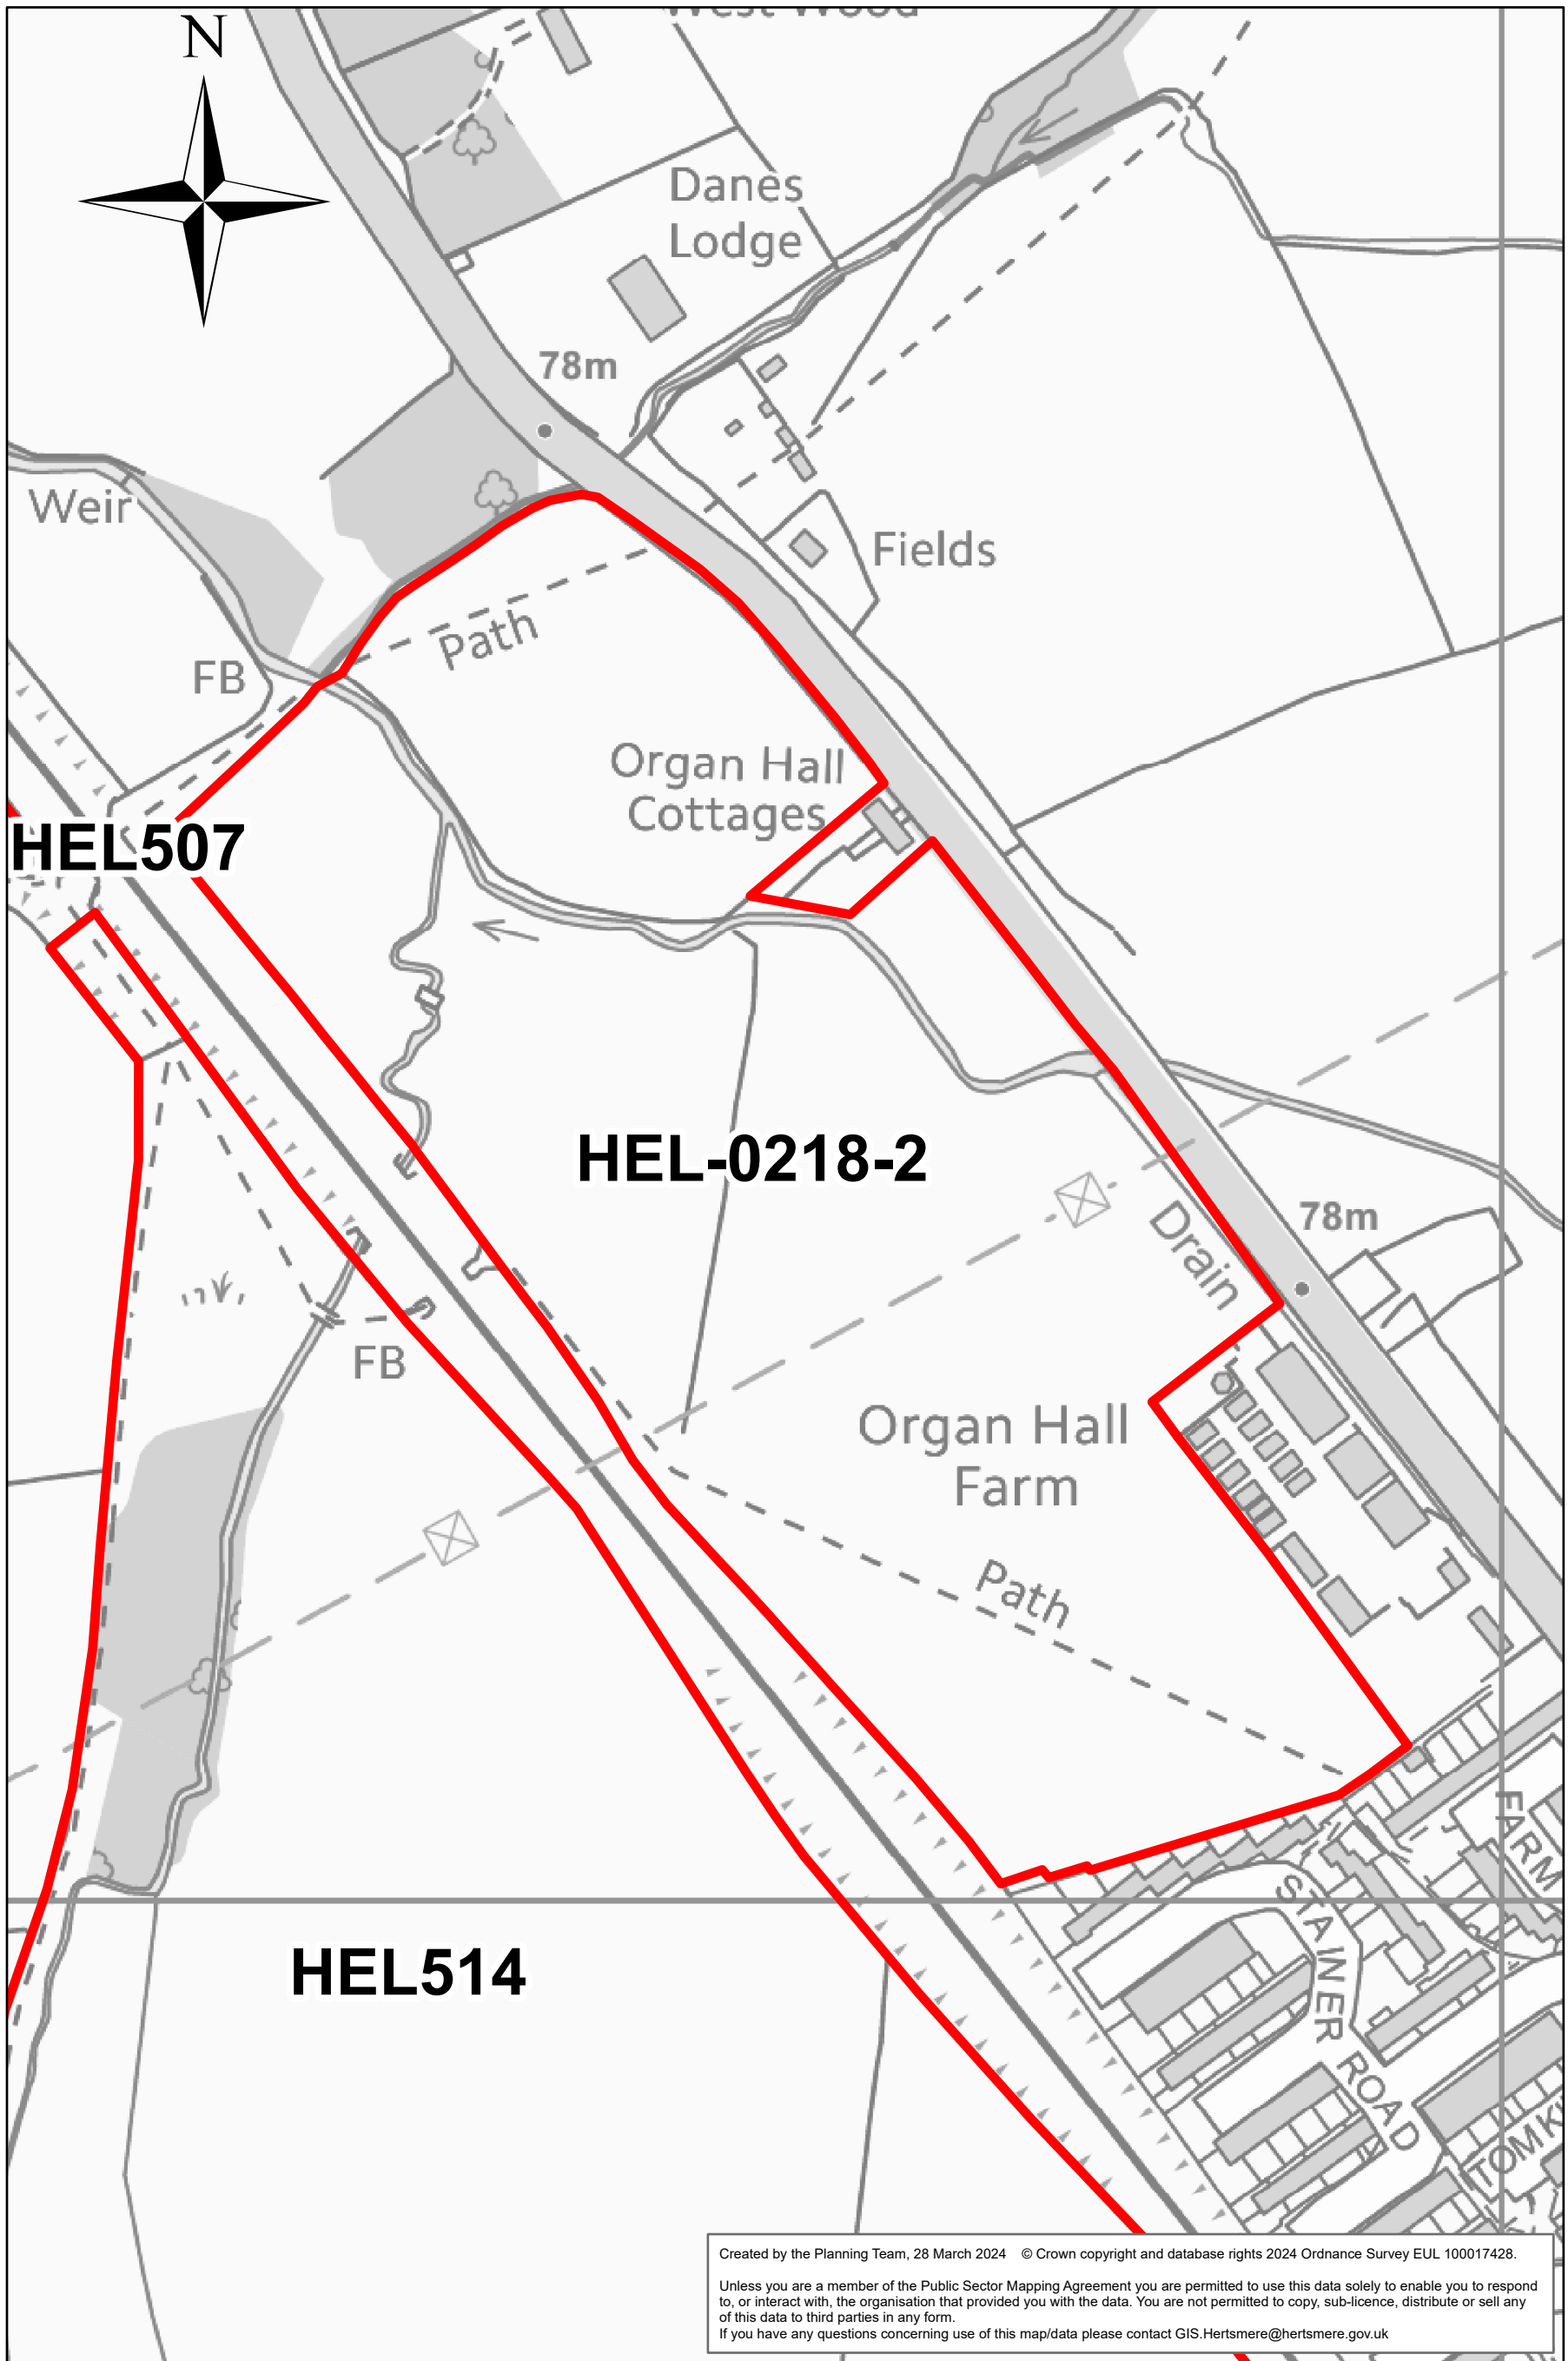 West Wood
N
Danes
Lodge
78m
Weir
Fields
Path
FB
Organ Hall
Cottages
HEL507
HEL-0218-2
Drain
78m
FB
Organ Hall
Farm
Path
FARM
STAINER ROAD
HEL514
Created by the Planning Team, 28 March 2024 © Crown copyright and database rights 2024 Ordnance Survey EUL 100017428.
Unless you are a member of the Public Sector Mapping Agreement you are permitted to use this data solely to enable you to respond
to, or interact with, the organisation that provided you with the data. You are not permitted to copy, sub-licence, distribute or sell any
of this data to third parties in any form.
If you have any questions concerning use of this map/data please contact GIS.Hertsmere@hertsmere.gov.uk